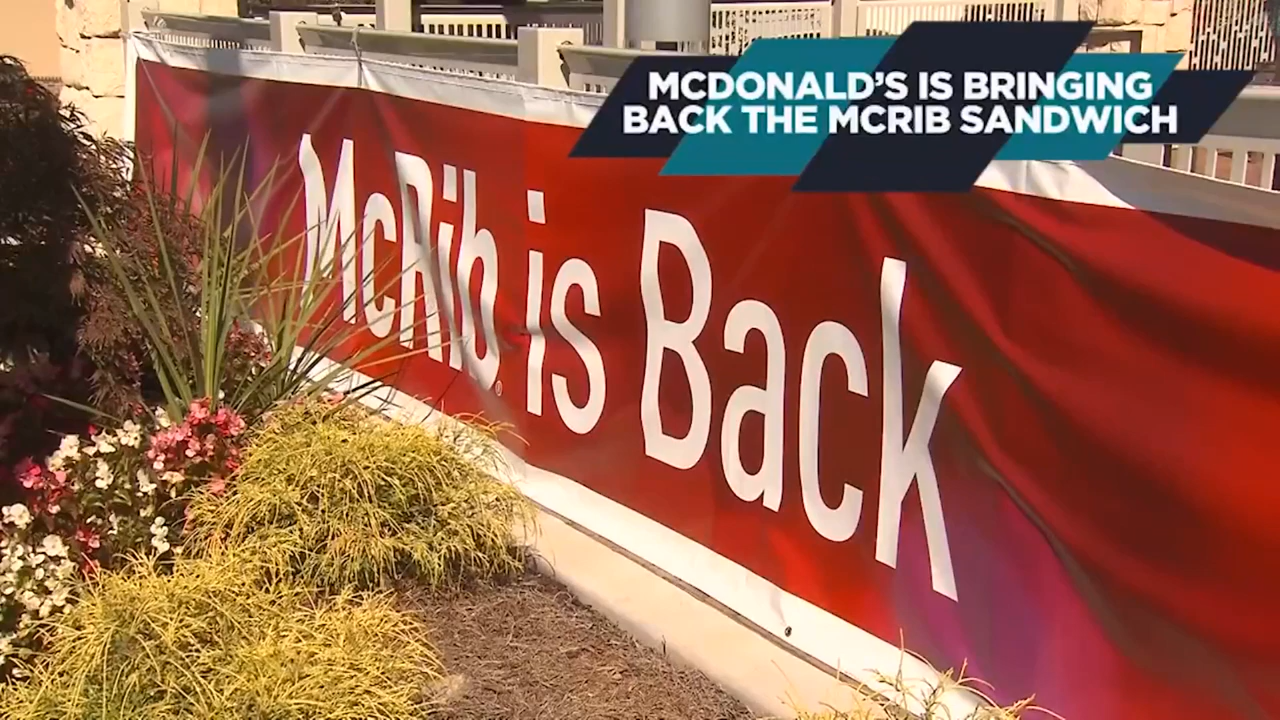 MCDONALD'S IS BRINGING
BACK THE MCRIB SANDWICH
McRib® is Back